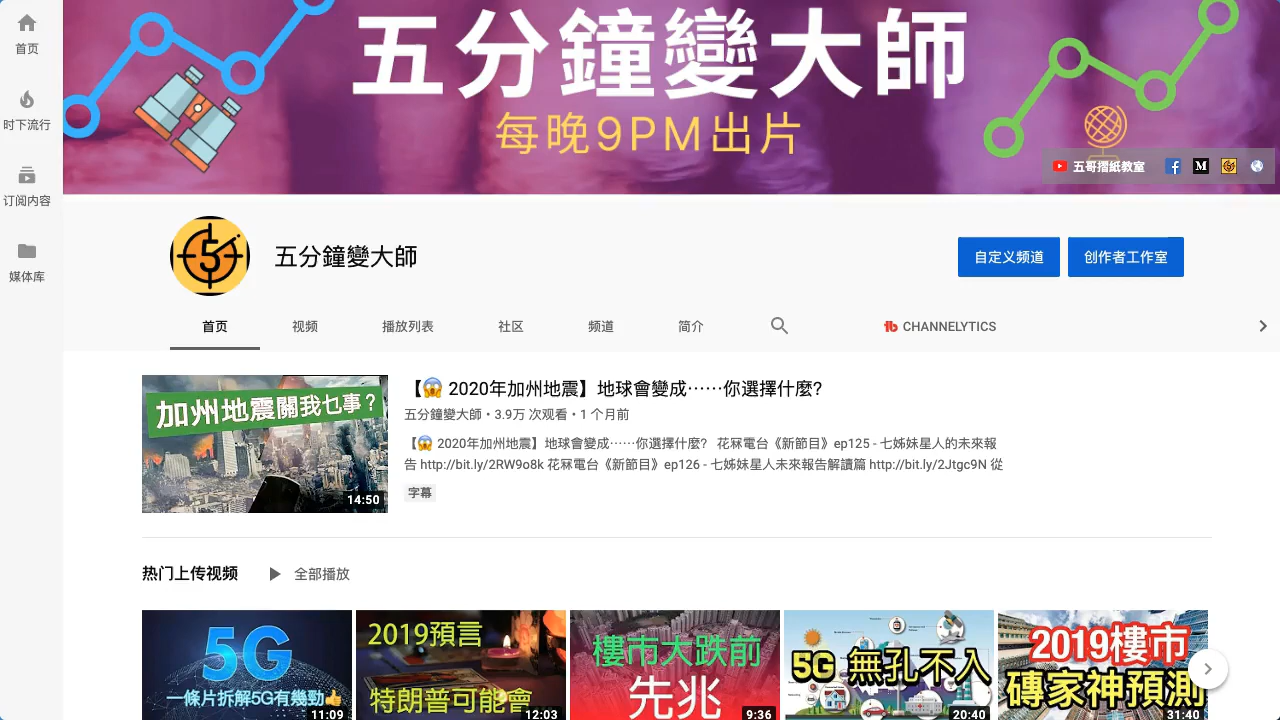 首页
时下流行
订阅内容
媒体库
五分鐘變大師
每晚9PM出片
五哥摺紙教室
5
五分鐘變大師
自定义频道
创作者工作室
首页
视频
播放列表
社区
频道
简介
CHANNELYTICS
加州地震關我乜事？
14:50
【😱 2020年加州地震】地球會變成⋯⋯你選擇什麼?
五分鐘變大師 • 3.9万 次观看 • 1 个月前
【😱 2020年加州地震】地球會變成⋯⋯你選擇什麼? 花冧電台《新節目》ep125 - 七姊妹星人的未來報
告 http://bit.ly/2RW9o8k 花冧電台《新節目》ep126 - 七姊妹星人未來報告解讀篇 http://bit.ly/2Jtgc9N 從
字幕
热门上传视频
全部播放
5G
一條片拆解5G有幾勁👍
11:09
2019預言
特朗普可能會
12:03
樓市大跌前
先兆
9:36
5G 無孔不入
20:40
2019樓市
磚家神預測
31:40